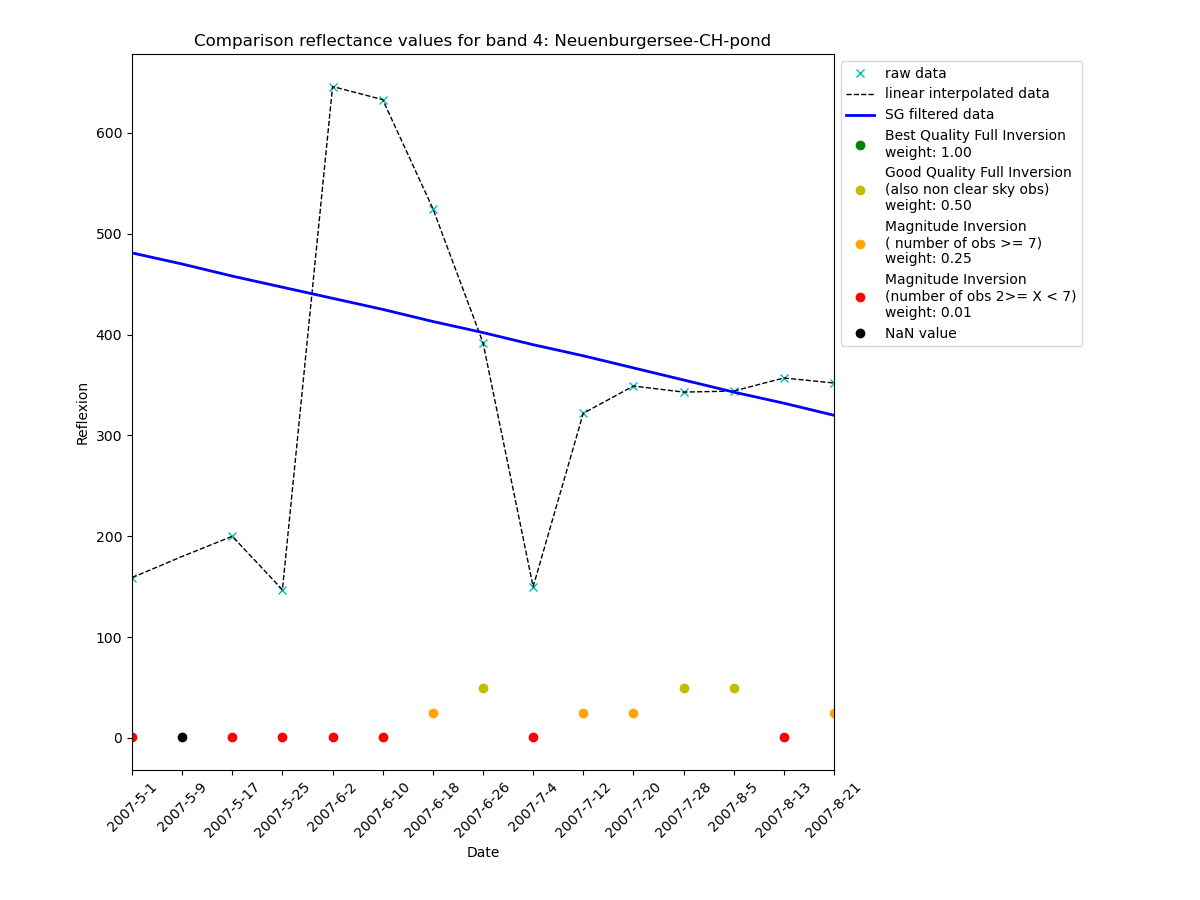 Comparison reflectance values for band 4: Neuenburgersee-CH-pond
raw data
linear interpolated data
SG filtered data
Best Quality Full Inversion
weight: 1.00
Good Quality Full Inversion
(also non clear sky obs)
weight: 0.50
Magnitude Inversion
( number of obs >= 7)
weight: 0.25
Magnitude Inversion
(number of obs 2>= X < 7)
weight: 0.01
NaN value
Reflexion
600
500
400
300
200
100
0
2007-5-1
2007-5-9
2007-5-17
2007-5-25
2007-6-2
2007-6-10
2007-6-18
2007-6-26
2007-7-4
2007-7-12
2007-7-20
2007-7-28
2007-8-5
2007-8-13
2007-8-21
Date